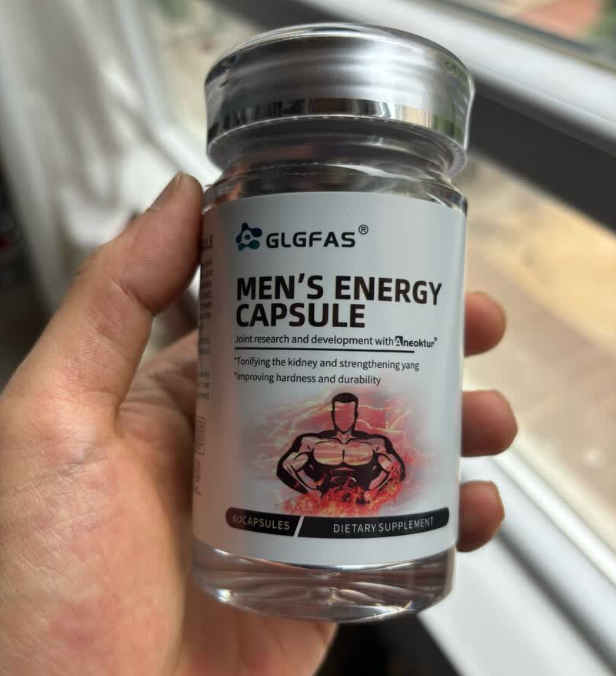 GLGFAS®
MEN'S ENERGY
CAPSULE
Joint research and development with Aneoktur®
*Tonifying the kidney and strengthening yang
*Improving hardness and durability
60CAPSULES
DIETARY SUPPLEMENT